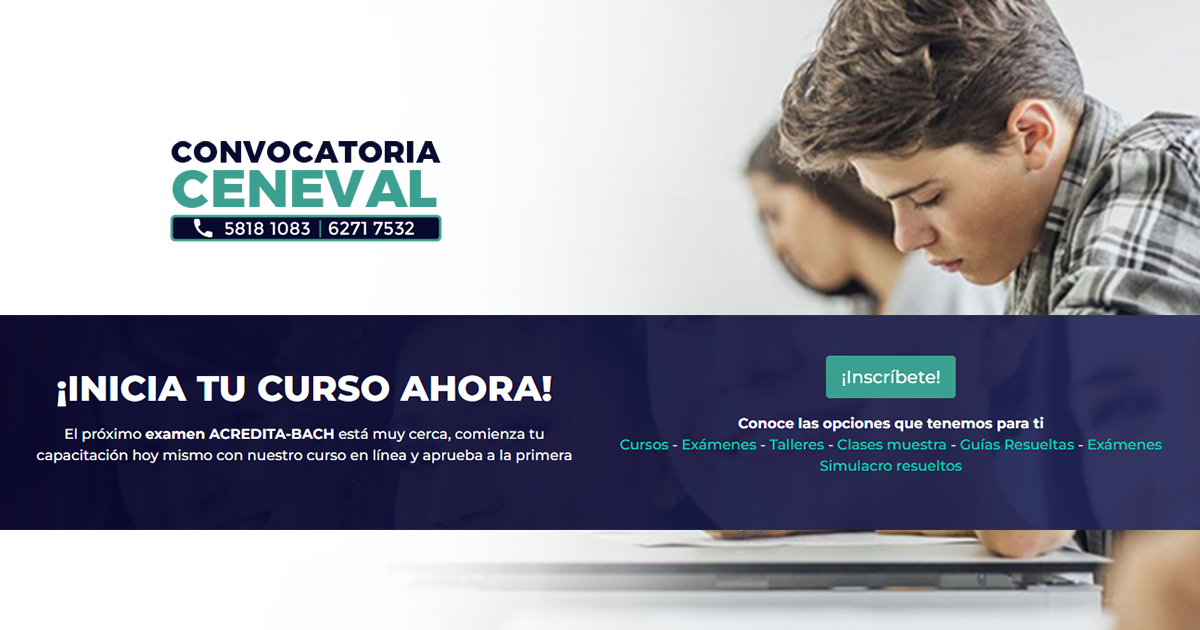 CONVOCATORIA
CENEVAL
5818 1083 | 6271 7532
¡INICIA TU CURSO AHORA!
El próximo examen ACREDITA-BACH está muy cerca, comienza tu
capacitación hoy mismo con nuestro curso en línea y aprueba a la primera
¡Inscríbete!
Conoce las opciones que tenemos para ti
Cursos - Exámenes - Talleres - Clases muestra - Guías Resueltas - Exámenes
Simulacro resueltos